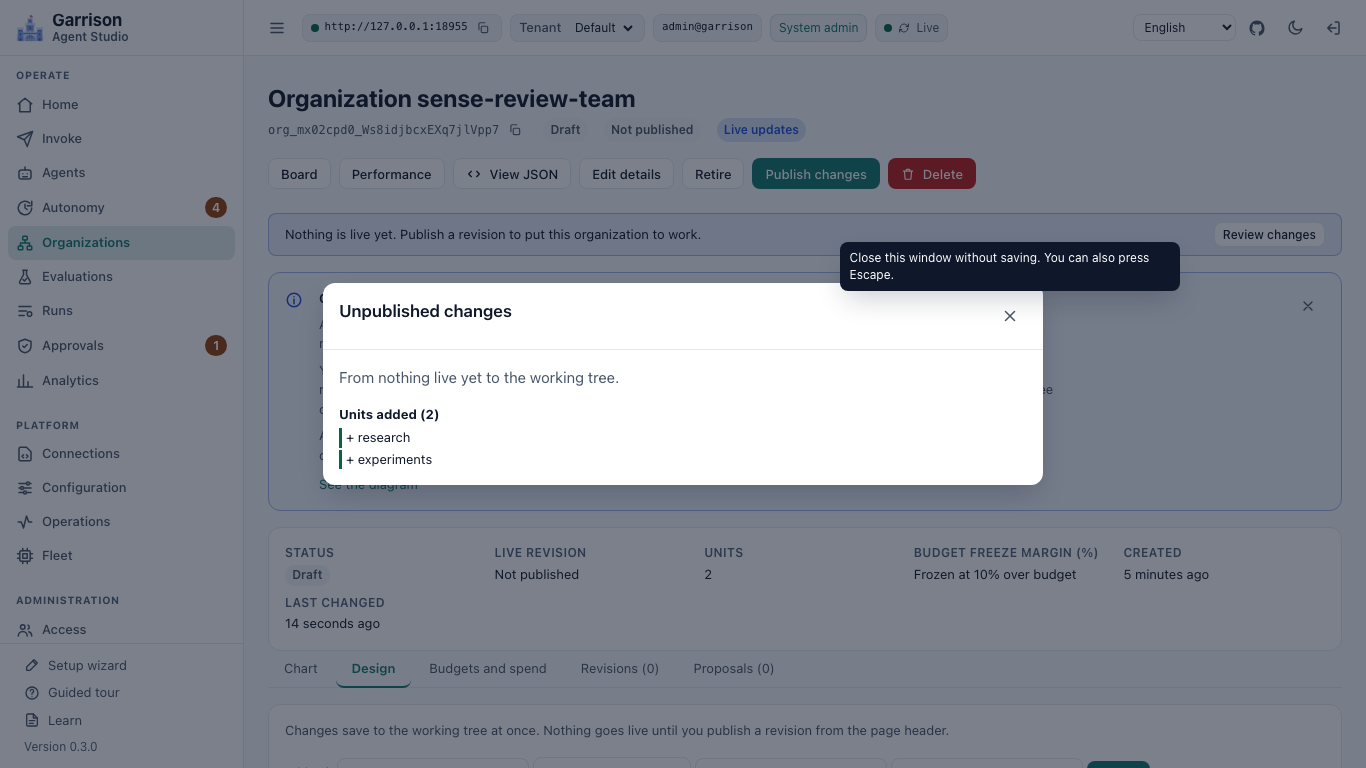 Garrison
Agent Studio
http://127.0.0.1:18955
Tenant Default
admin@garrison
System admin
Live
English
OPERATE
Home
Invoke
Agents
Autonomy 4
Organizations
Evaluations
Runs
Approvals 1
Analytics
PLATFORM
Connections
Configuration
Operations
Fleet
ADMINISTRATION
Access
Setup wizard
Guided tour
Learn
Version 0.3.0
Organization sense-review-team
org_mx02cpd0_Ws8idjbcxEXq7jlVpp7
Draft
Not published
Live updates
Board
Performance
View JSON
Edit details
Retire
Publish changes
Delete
Nothing is live yet. Publish a revision to put this organization to work.
Review changes
Close this window without saving. You can also press
Escape.
Unpublished changes
From nothing live yet to the working tree.
Units added (2)
+ research
+ experiments
See the diagram
STATUS
Draft
LIVE REVISION
Not published
UNITS
2
BUDGET FREEZE MARGIN (%)
Frozen at 10% over budget
CREATED
5 minutes ago
LAST CHANGED
14 seconds ago
Chart
Design
Budgets and spend
Revisions (0)
Proposals (0)
Changes save to the working tree at once. Nothing goes live until you publish a revision from the page header.